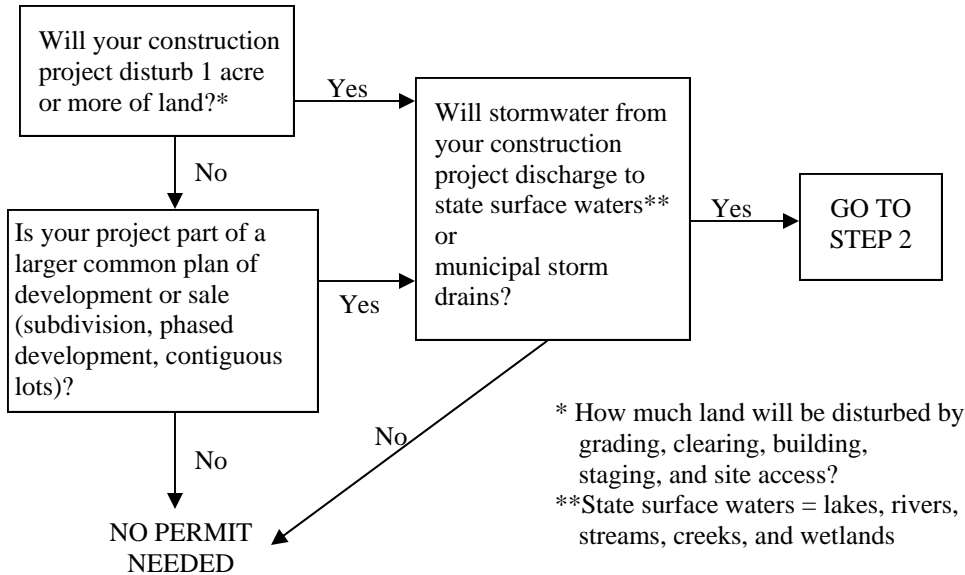 Will your construction
project disturb 1 acre
or more of land?*
Yes
No
Will stormwater from
your construction
project discharge to
state surface waters**
or
municipal storm
drains?
Yes
GO TO
STEP 2
Is your project part of a
larger common plan of
development or sale
(subdivision, phased
development, contiguous
lots)?
Yes
No
No
NO PERMIT
NEEDED
* How much land will be disturbed by
grading, clearing, building,
staging, and site access?
**State surface waters = lakes, rivers,
streams, creeks, and wetlands